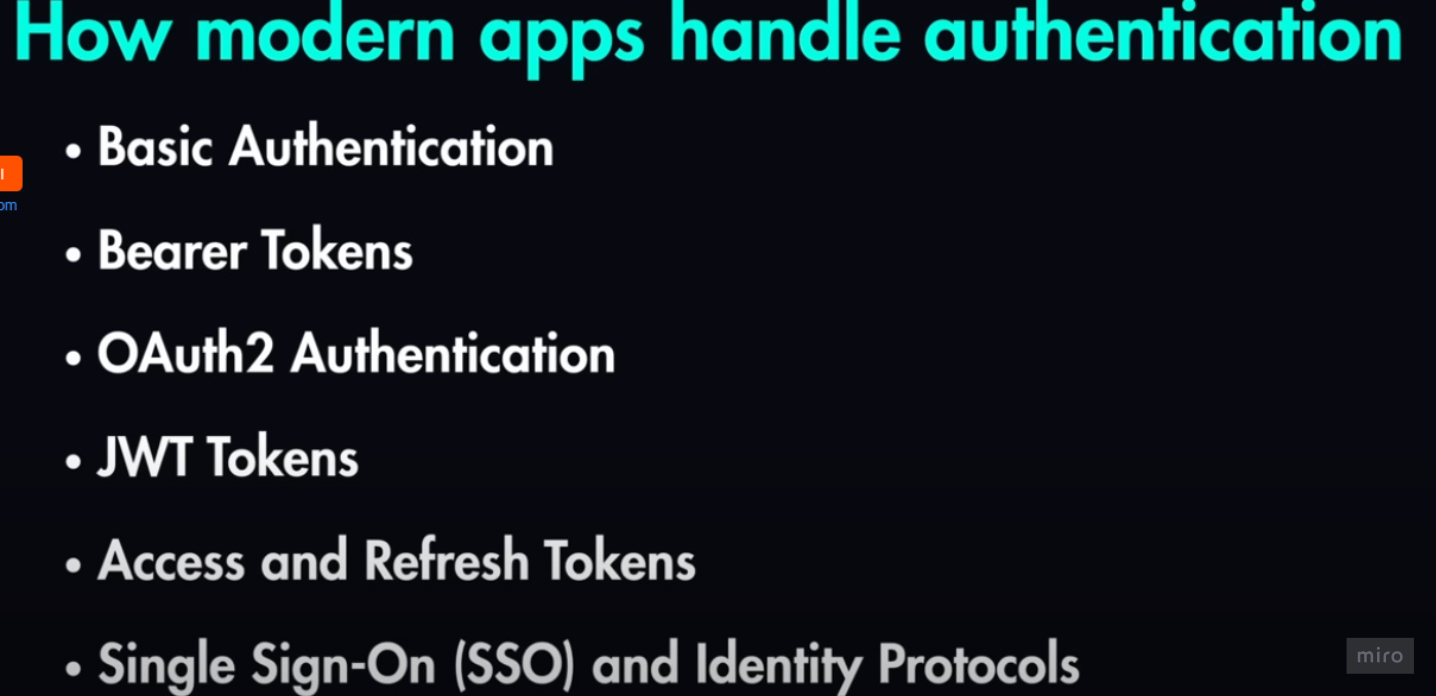 How modern apps handle authentication
• Basic Authentication
• Bearer Tokens
• OAuth2 Authentication
• JWT Tokens
• Access and Refresh Tokens
• Single Sign-On (SSO) and Identity Protocols
miro